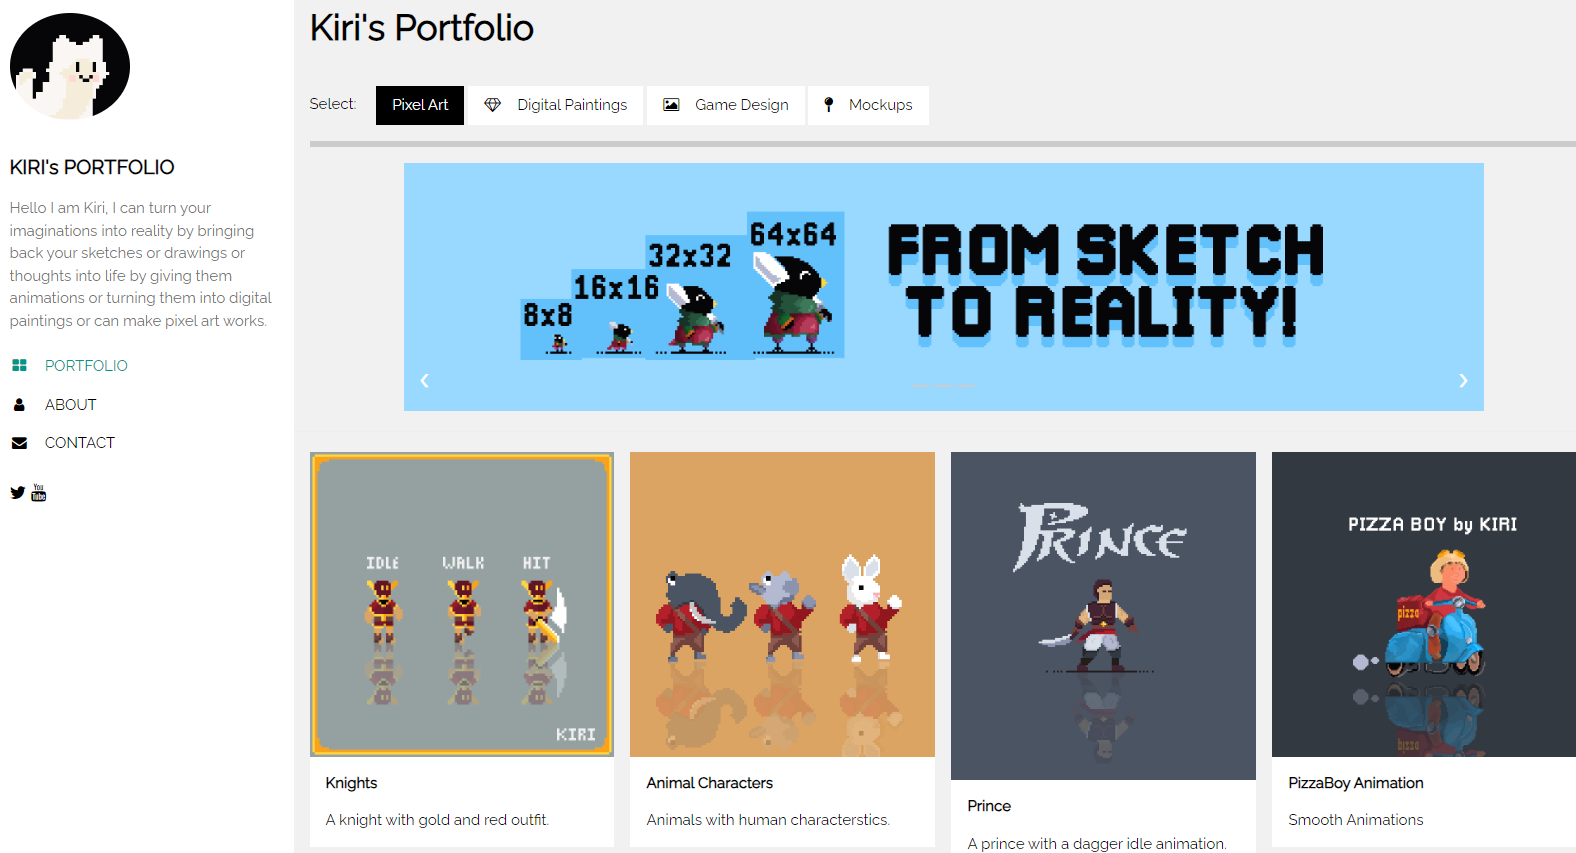 Kiri's Portfolio
Select:
Pixel Art
Digital Paintings
Game Design
Mockups
KIRI's PORTFOLIO
Hello I am Kiri, I can turn your
imaginations into reality by bringing
back your sketches or drawings or
thoughts into life by giving them
animations or turning them into digital
paintings or can make pixel art works.
PORTFOLIO
ABOUT
CONTACT
You
Tube
8x8
16x16
32x32
64x64
FROM SKETCH
TO REALITY!
IDLE
WALK
HIT
KIRI
Knights
A knight with gold and red outfit.
Animal Characters
Animals with human characterstics.
PRINCE
Prince
A prince with a dagger idle animation.
PIZZA BOY by KIRI
pizza
PizzaBoy Animation
Smooth Animations